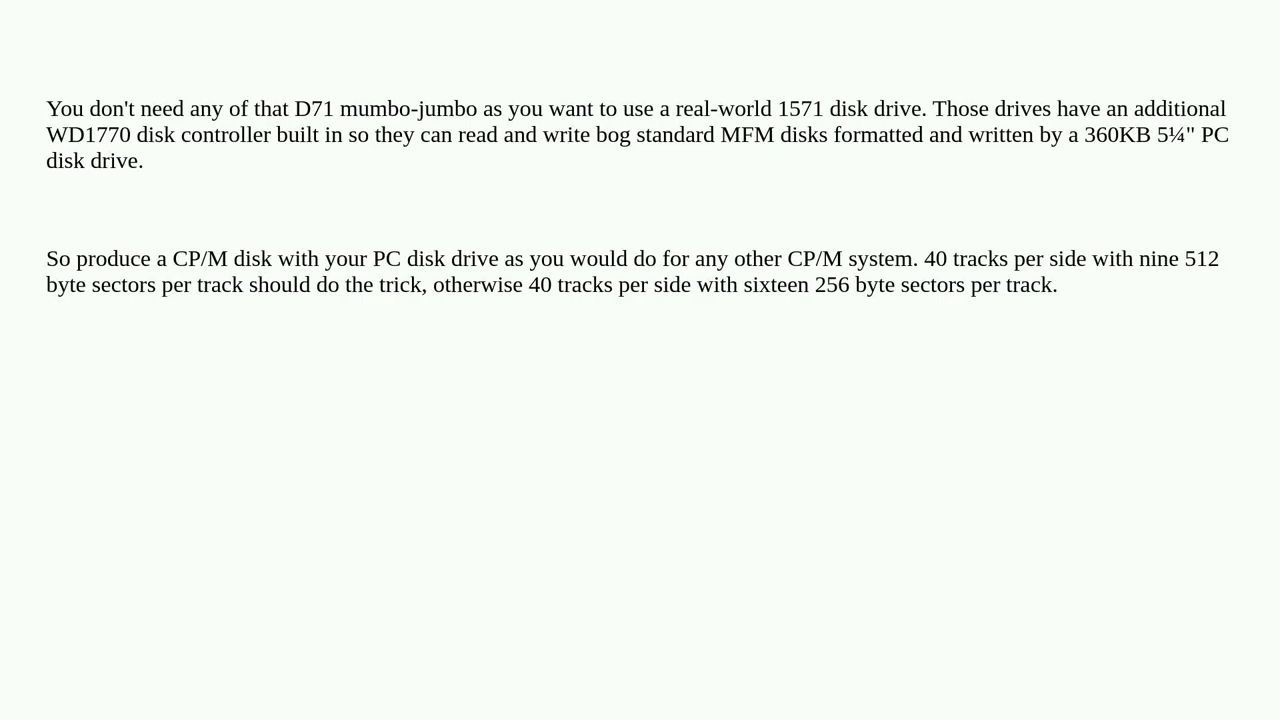 You don't need any of that D71 mumbo-jumbo as you want to use a real-world 1571 disk drive. Those drives have an additional
WD1770 disk controller built in so they can read and write bog standard MFM disks formatted and written by a 360KB 5¼" PC
disk drive.
So produce a CP/M disk with your PC disk drive as you would do for any other CP/M system. 40 tracks per side with nine 512
byte sectors per track should do the trick, otherwise 40 tracks per side with sixteen 256 byte sectors per track.